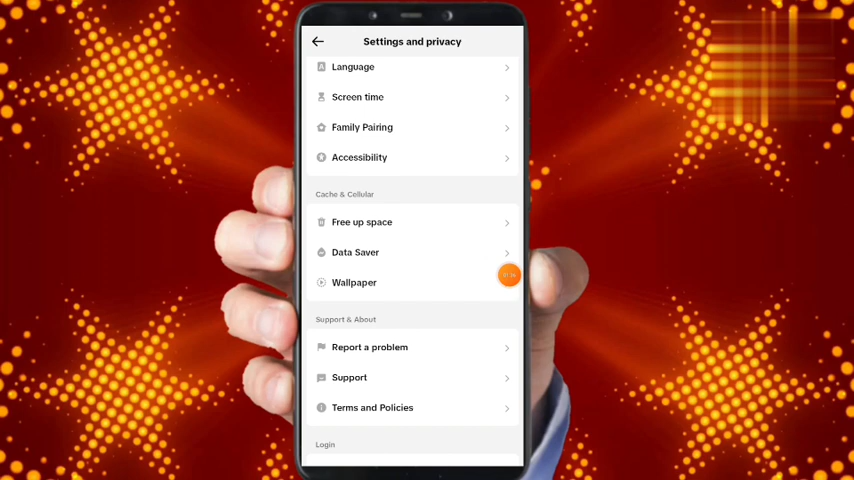 Settings and privacy
Language
Screen time
Family Pairing
Accessibility
Cache & Cellular
Free up space
Data Saver
Wallpaper
Support & About
Report a problem
Support
Terms and Policies
Login